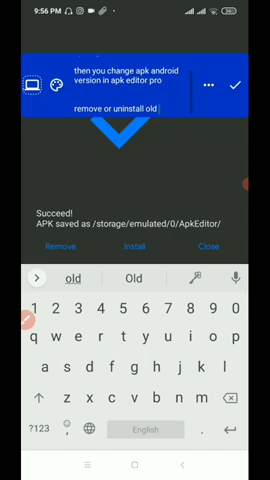 9:56 PM
then you change apk android
version in apk editor pro
remove or uninstall old
Succeed!
APK saved as /storage/emulated/0/ApkEditor/
Remove Install Close
old Old
1 2 3 4 5 6 7 8 9 0
q w e r t y u i o p
a s d f g h j k l
z x c v b n m
?123 , English .